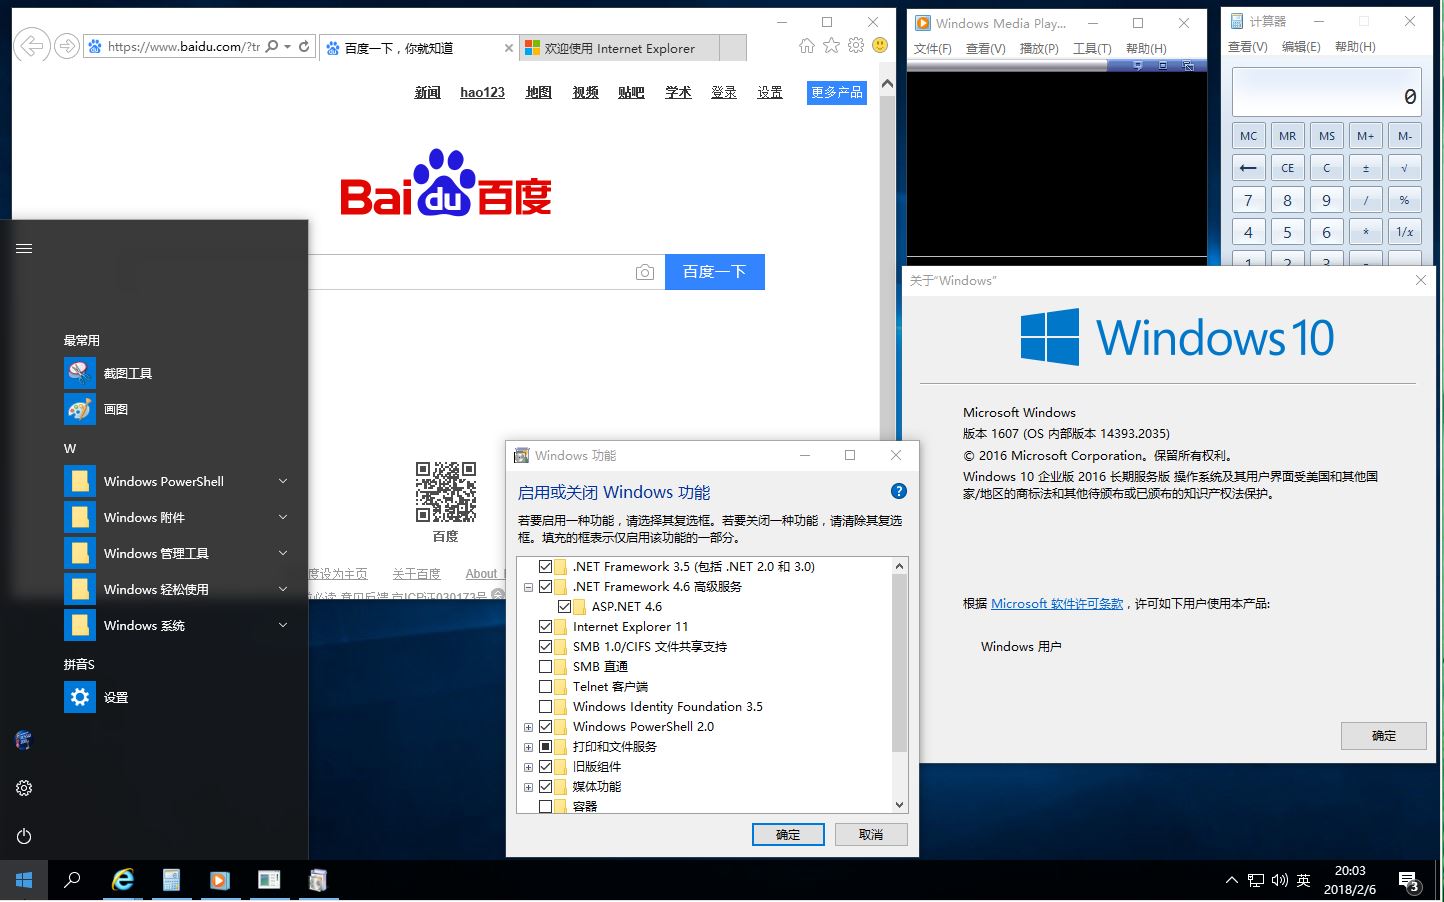 https://www.baidu.com/?tr
百度一下，你就知道
欢迎使用 Internet Explorer
新闻 hao123 地图 视频 贴吧 学术 登录 设置 更多产品
Baidu百度
百度一下
百度
度设为主页 关于百度 About
京ICP证030173号
Windows Media Play...
文件(F) 查看(V) 播放(P) 工具(T) 帮助(H)
计算器
查看(V) 编辑(E) 帮助(H)
0
MC MR MS M+ M-
← CE C ± √
7 8 9 / %
4 5 6 * 1/x
1 2 3 -
最常用
截图工具
画图
W
Windows PowerShell
Windows 附件
Windows 管理工具
Windows 轻松使用
Windows 系统
拼音S
设置
Windows 功能
启用或关闭 Windows 功能
若要启用一种功能，请选择其复选框。若要关闭一种功能，请清除其复选
框。填充的框表示仅启用该功能的一部分。
.NET Framework 3.5 (包括 .NET 2.0 和 3.0)
.NET Framework 4.6 高级服务
ASP.NET 4.6
Internet Explorer 11
SMB 1.0/CIFS 文件共享支持
SMB 直通
Telnet 客户端
Windows Identity Foundation 3.5
Windows PowerShell 2.0
打印和文件服务
旧版组件
媒体功能
容器
确定 取消
关于“Windows”
Windows 10
Microsoft Windows
版本 1607 (OS 内部版本 14393.2035)
© 2016 Microsoft Corporation。保留所有权利。
Windows 10 企业版 2016 长期服务版 操作系统及其用户界面受美国和其他国
家/地区的商标法和其他待颁布或已颁布的知识产权法保护。
根据 Microsoft 软件许可条款，许可如下用户使用本产品:
Windows 用户
确定
英
20:03
2018/2/6
3